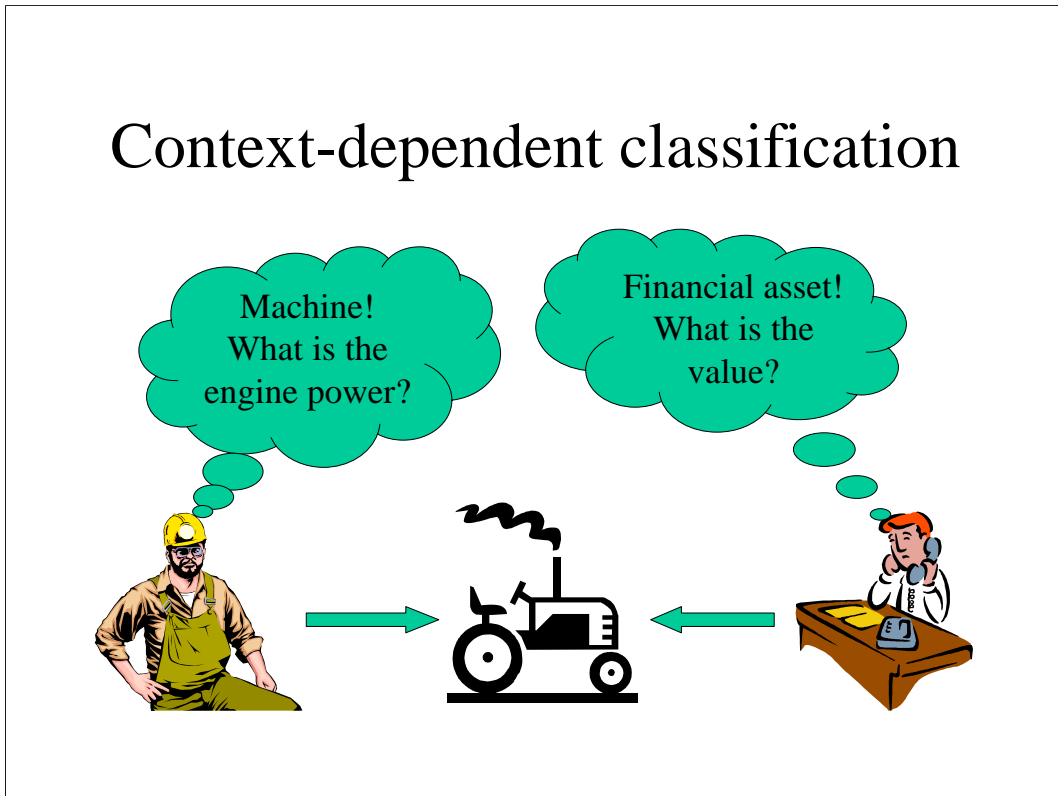 Context-dependent classification
Machine!
What is the
engine power?
Financial asset!
What is the
value?